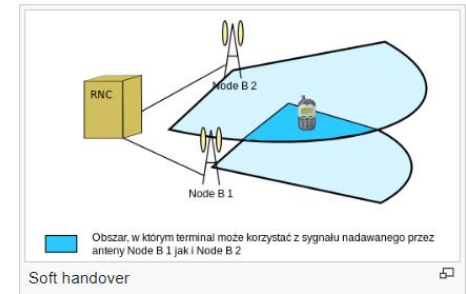 Node B 2
RNC
Node B 1
Obszar, w którym terminal może korzystać z sygnału nadawanego przez
anteny Node B 1 jak i Node B 2
Soft handover